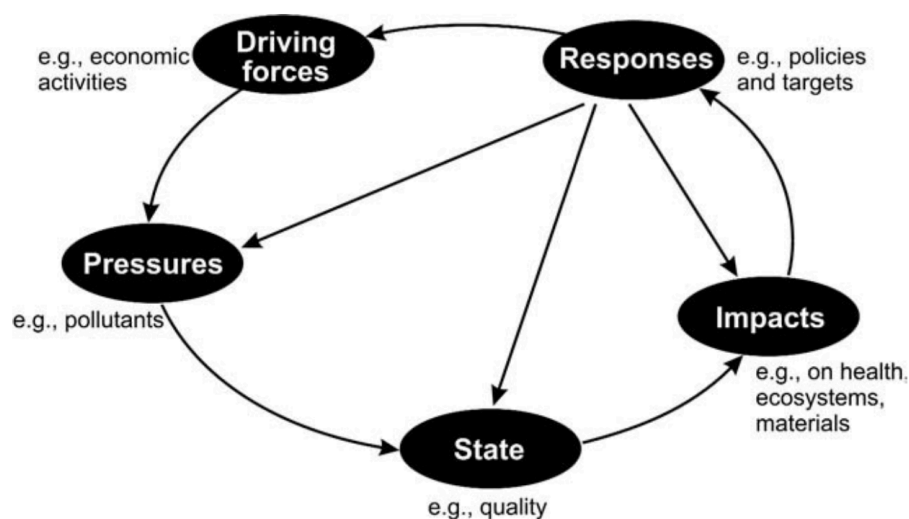 Driving
forces
e.g., economic
activities
Responses
e.g., policies
and targets
Pressures
e.g., pollutants
Impacts
e.g., on health,
ecosystems,
materials
State
e.g., quality